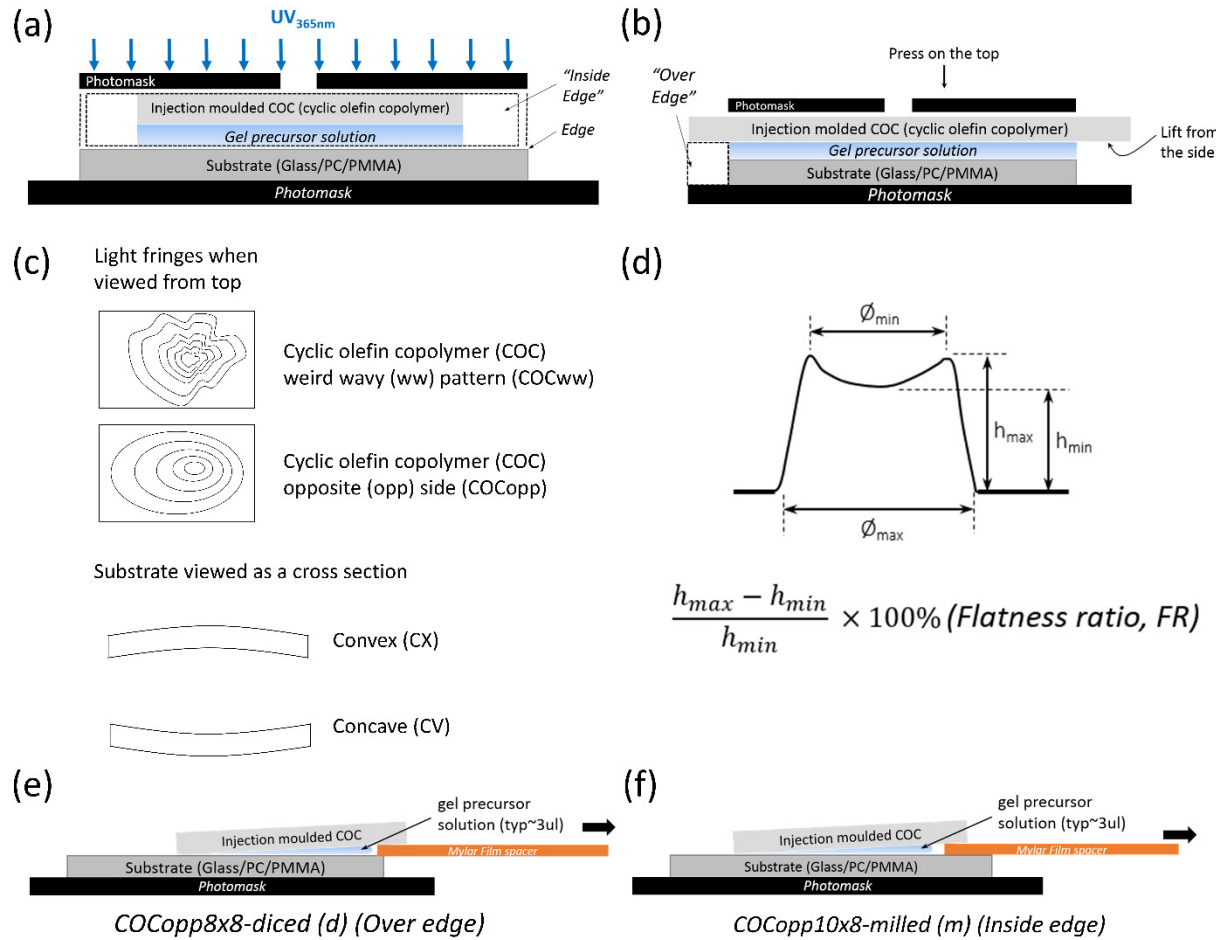 (a)
UV365nm
Photomask
Injection moulded COC (cyclic olefin copolymer)
Gel precursor solution
Substrate (Glass/PC/PMMA)
Photomask
"Inside
Edge"
Edge
(b)
Press on the top
"Over
Edge"
Photomask
Injection molded COC (cyclic olefin copolymer)
Gel precursor solution
Substrate (Glass/PC/PMMA)
Photomask
Lift from
the side
(c)
Light fringes when
viewed from top
Cyclic olefin copolymer (COC)
weird wavy (ww) pattern (COCww)
Cyclic olefin copolymer (COC)
opposite (opp) side (COCopp)
Substrate viewed as a cross section
Convex (CX)
Concave (CV)
(d)
Ømin
hmax
hmin
Ømax
hmax − hmin
hmin
× 100% (Flatness ratio, FR)
(e)
gel precursor
solution (typ~3ul)
Injection moulded COC
Mylar Film spacer
Substrate (Glass/PC/PMMA)
Photomask
COCopp8x8-diced (d) (Over edge)
(f)
gel precursor
solution (typ~3ul)
Injection moulded COC
Mylar Film spacer
Substrate (Glass/PC/PMMA)
Photomask
COCopp10x8-milled (m) (Inside edge)